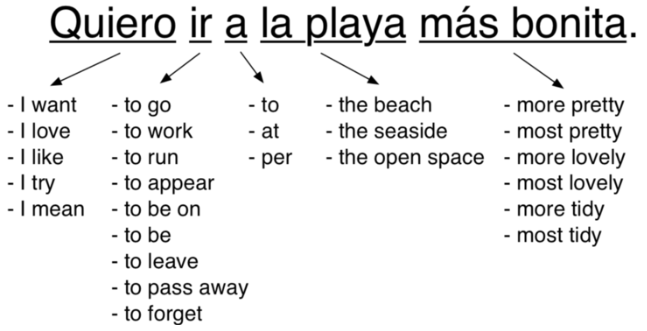 Quiero ir a la playa más bonita.
- I want - to go - to - the beach - more pretty
- I love - to work - at - the seaside - most pretty
- I like - to run - per - the open space - more lovely
- I try - to appear - most lovely
- I mean - to be on - more tidy
- to be - most tidy
- to leave
- to pass away
- to forget